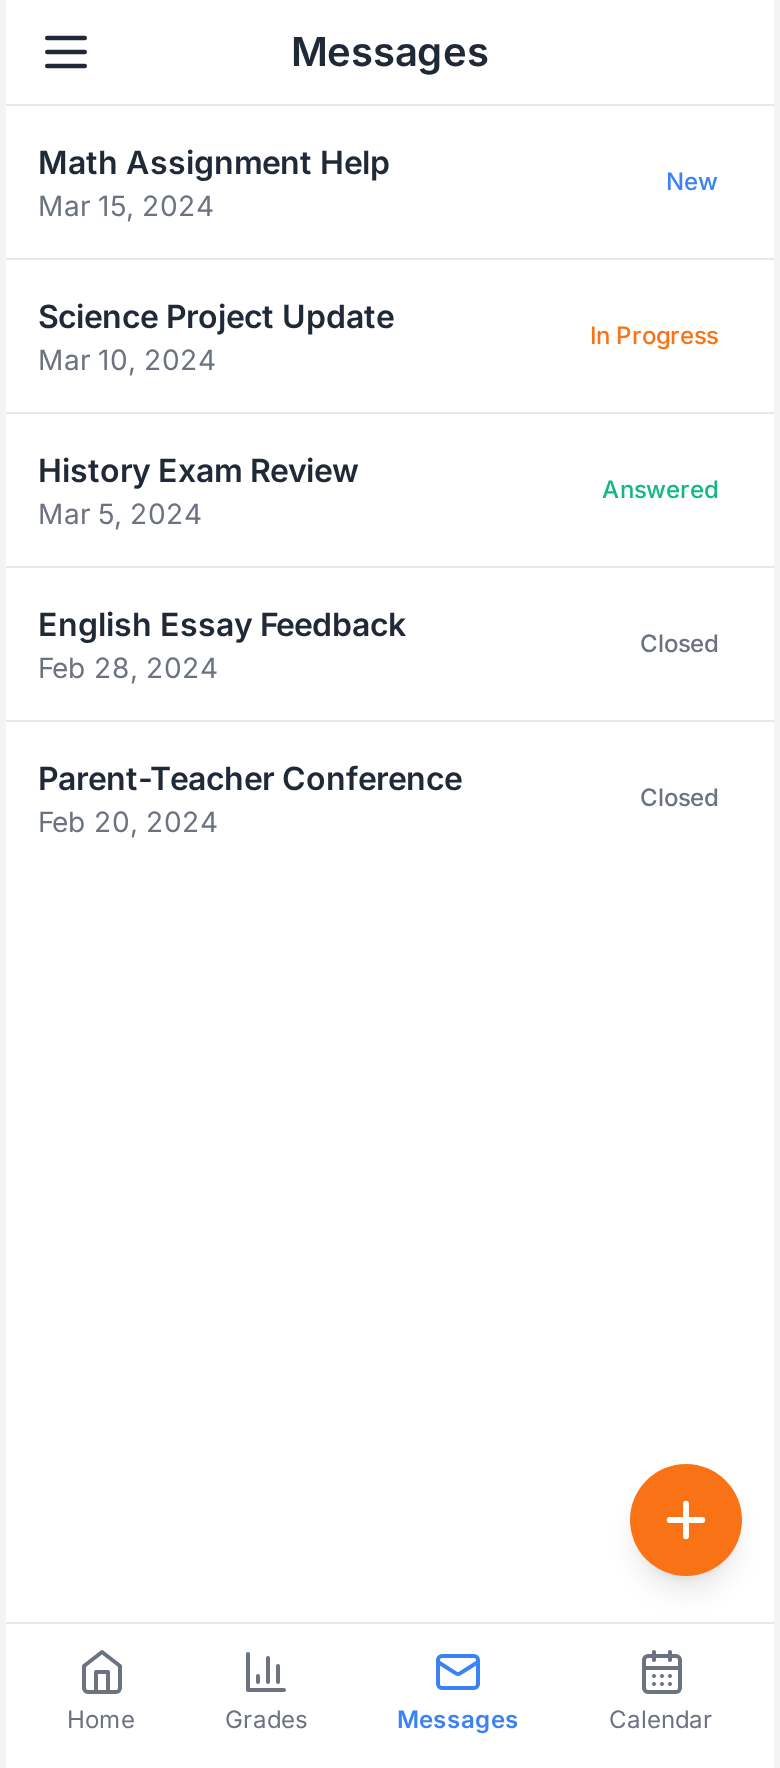 Messages
Math Assignment Help
Mar 15, 2024
New
Science Project Update
Mar 10, 2024
In Progress
History Exam Review
Mar 5, 2024
Answered
English Essay Feedback
Feb 28, 2024
Closed
Parent-Teacher Conference
Feb 20, 2024
Closed
Home
Grades
Messages
Calendar